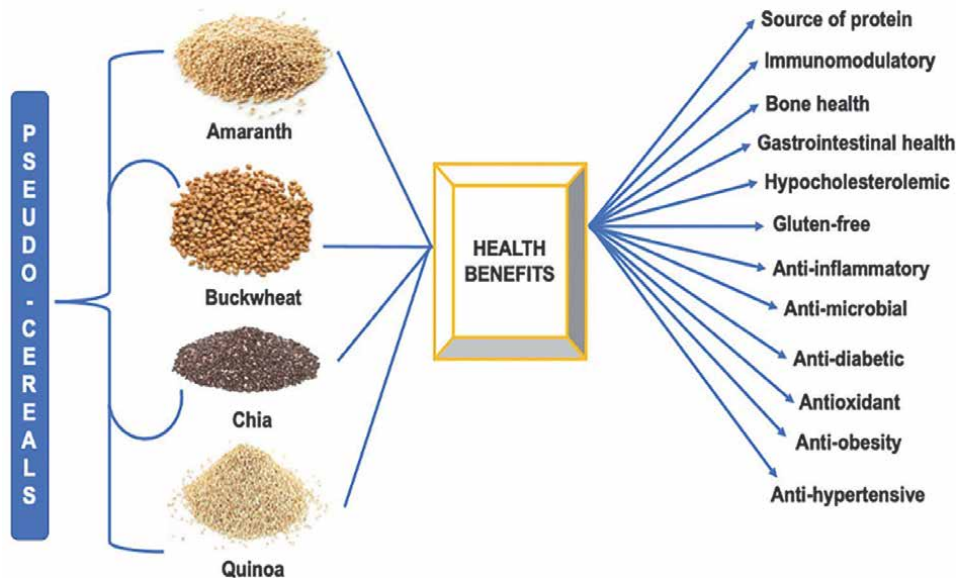 PSEUDO-CEREALS
Amaranth
Buckwheat
Chia
Quinoa
HEALTH
BENEFITS
Source of protein
Immunomodulatory
Bone health
Gastrointestinal health
Hypocholesterolemic
Gluten-free
Anti-inflammatory
Anti-microbial
Anti-diabetic
Antioxidant
Anti-obesity
Anti-hypertensive